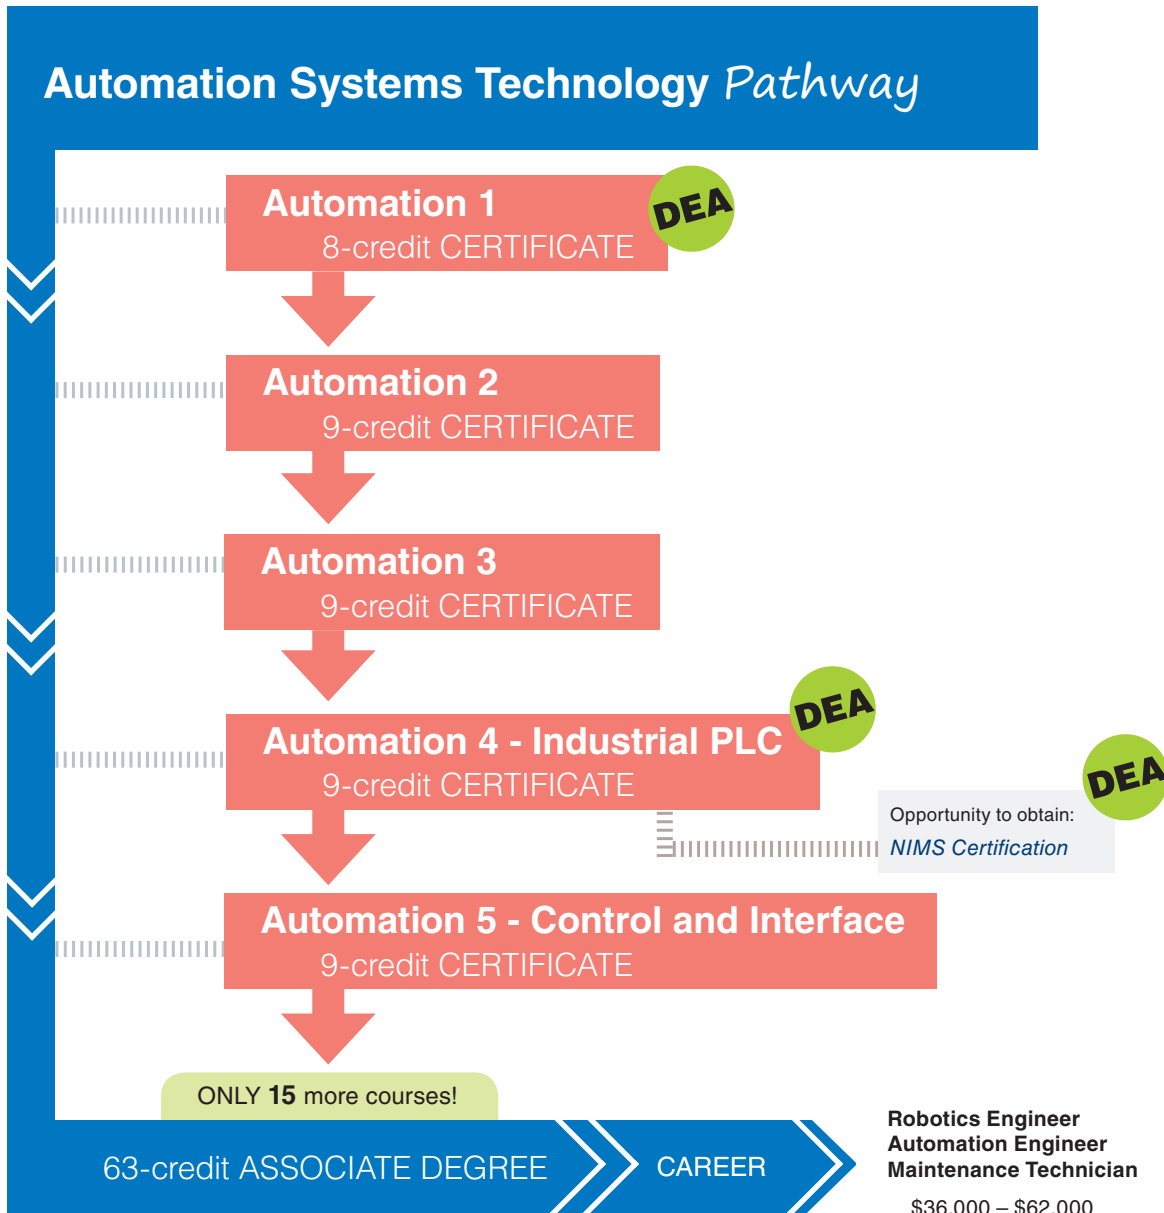 Automation Systems Technology Pathway
Automation 1
DEA
8-credit CERTIFICATE
Automation 2
9-credit CERTIFICATE
Automation 3
9-credit CERTIFICATE
DEA
Automation 4 - Industrial PLC
9-credit CERTIFICATE
DEA
Opportunity to obtain:
NIMS Certification
Automation 5 - Control and Interface
9-credit CERTIFICATE
ONLY 15 more courses!
63-credit ASSOCIATE DEGREE
CAREER
Robotics Engineer
Automation Engineer
Maintenance Technician
$36,000 – $62,000